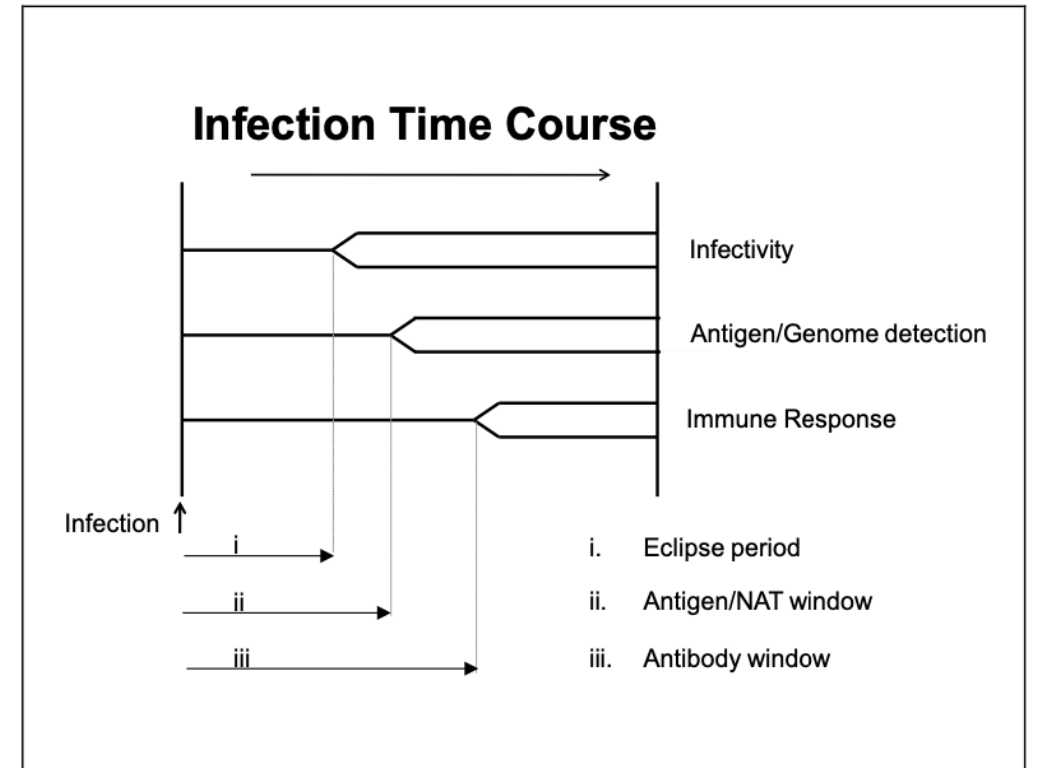 Infection Time Course
Infectivity
Antigen/Genome detection
Immune Response
Infection
i
ii
iii
i. Eclipse period
ii. Antigen/NAT window
iii. Antibody window